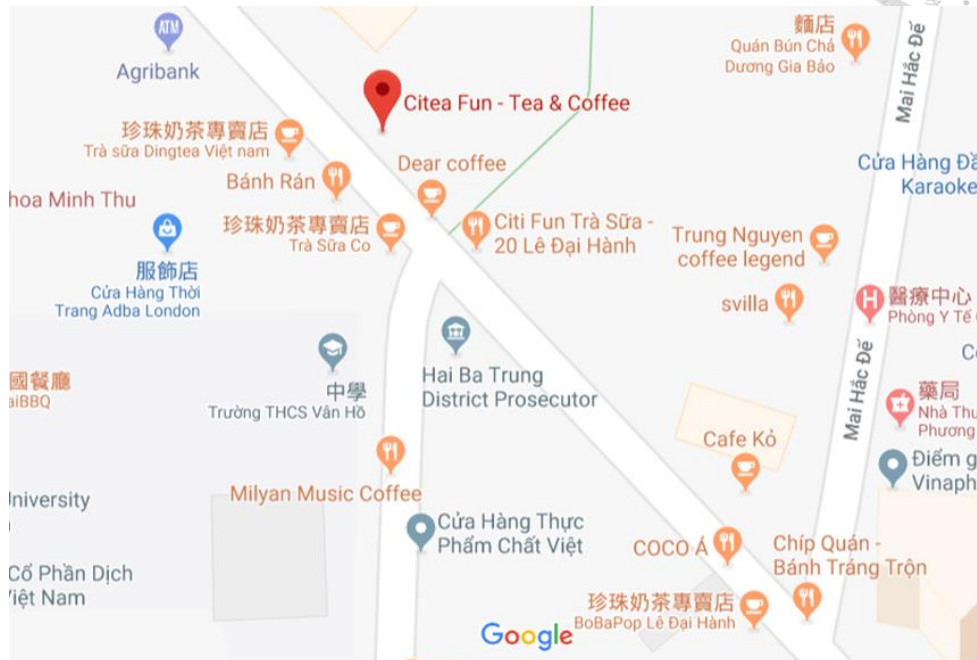 Agribank
ATM
Citea Fun - Tea & Coffee
麵店
Quán Bún Chả
Dương Gia Bảo
Mai Hắc Đế
珍珠奶茶專賣店
Trà sữa Dingtea Việt nam
Dear coffee
Bánh Rán
Cửa Hàng
Karaoke
hoa Minh Thu
珍珠奶茶專賣店
Trà Sữa Co
Citi Fun Trà Sữa -
20 Lê Đại Hành
Trung Nguyen
coffee legend
服飾店
Cửa Hàng Thời
Trang Adba London
svilla
H
醫療中心
Phòng Y Tế
Mai Hắc Đế
中學
Trường THCS Vân Hồ
Hai Ba Trung
District Prosecutor
國餐廳
aiBBQ
藥局
Nhà Thu
Phương
Cafe Kỏ
Điểm g
Vinaph
Milyan Music Coffee
Jniversity
Cửa Hàng Thực
Phẩm Chất Việt
COCO Á
Chíp Quán -
Bánh Tráng Trộn
Cổ Phần Dịch
Việt Nam
珍珠奶茶專賣店
BoBaPop Lê Đại Hành
Google